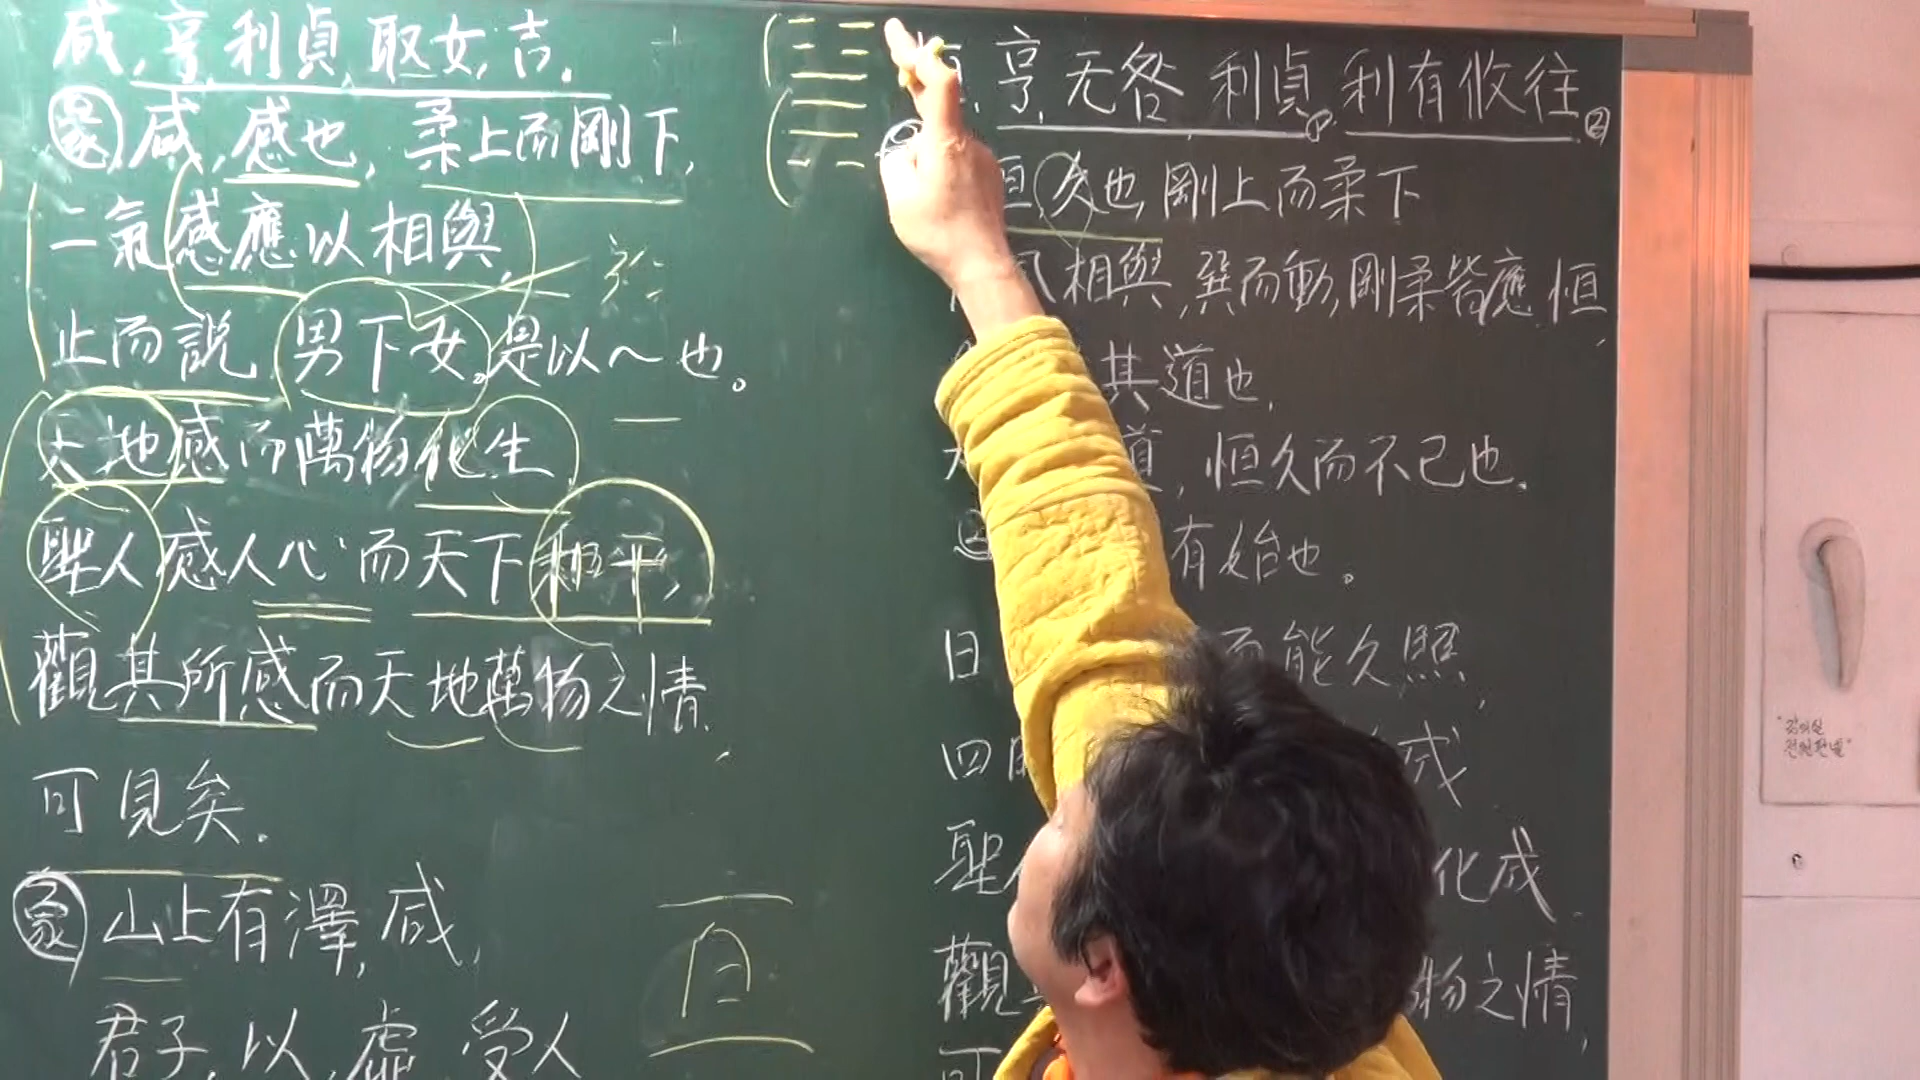 咸, 亨, 利貞, 取女, 吉.
彖, 咸, 感也, 柔上而剛下,
二氣感應以相與,
止而說, 男下女, 是以~也。
天地感而萬物化生,
聖人感人心而天下和平,
觀其所感而天地萬物之情,
可見矣.
象 山上有澤, 咸,
君子, 以, 虛, 受人
亨, 无咎, 利貞, 利有攸往.
恒, 久也, 剛上而柔下
風相與, 巽而動, 剛柔皆應, 恒,
其道也,
道, 恒久而不已也.
有始也。
日 而能久照,
四時 成
聖人 化成.
觀 物之情,
可